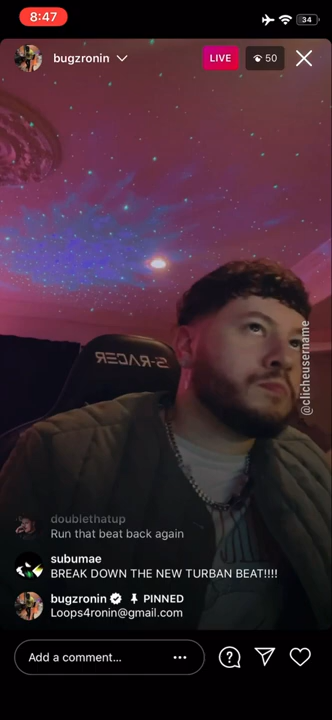 8:47
34
bugzronin
LIVE
50
S-RACER
@clicheusername
doublethatup
Run that beat back again
subumae
BREAK DOWN THE NEW TURBAN BEAT!!!!
bugzronin PINNED
Loops4ronin@gmail.com
Add a comment...